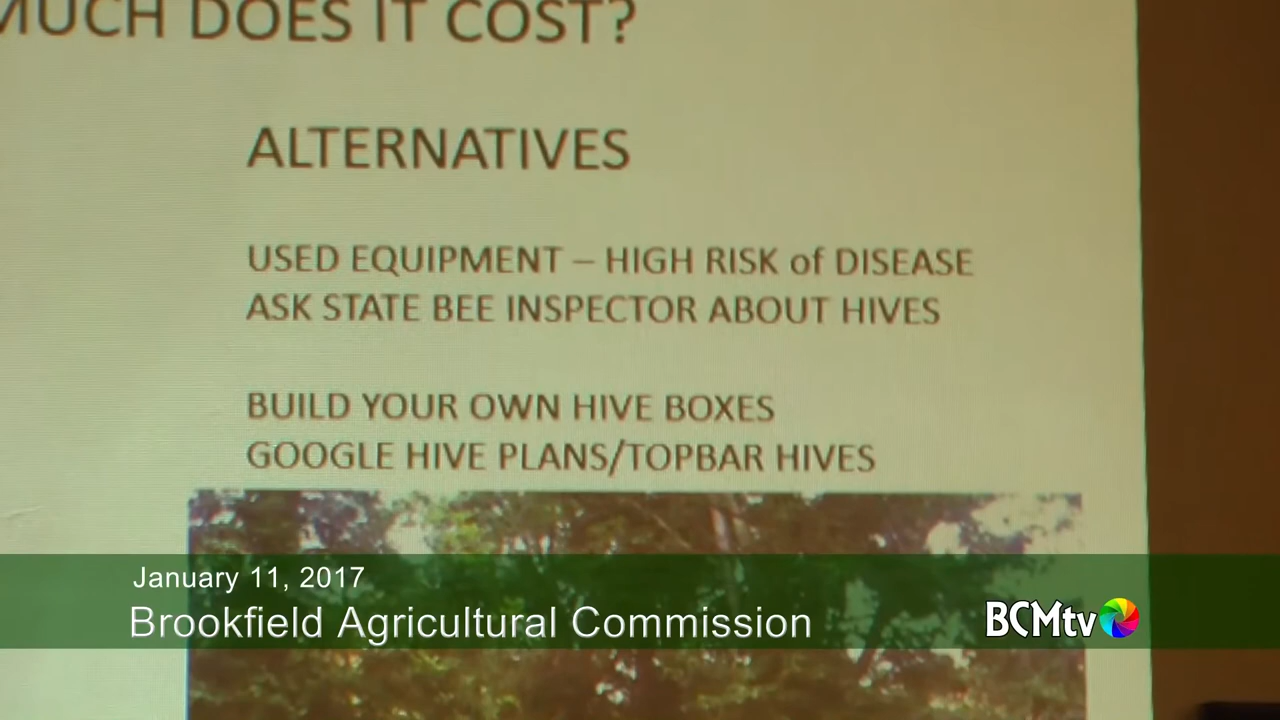 MUCH DOES IT COST?
ALTERNATIVES
USED EQUIPMENT – HIGH RISK of DISEASE
ASK STATE BEE INSPECTOR ABOUT HIVES
BUILD YOUR OWN HIVE BOXES
GOOGLE HIVE PLANS/TOPBAR HIVES
January 11, 2017
Brookfield Agricultural Commission
BCMtv